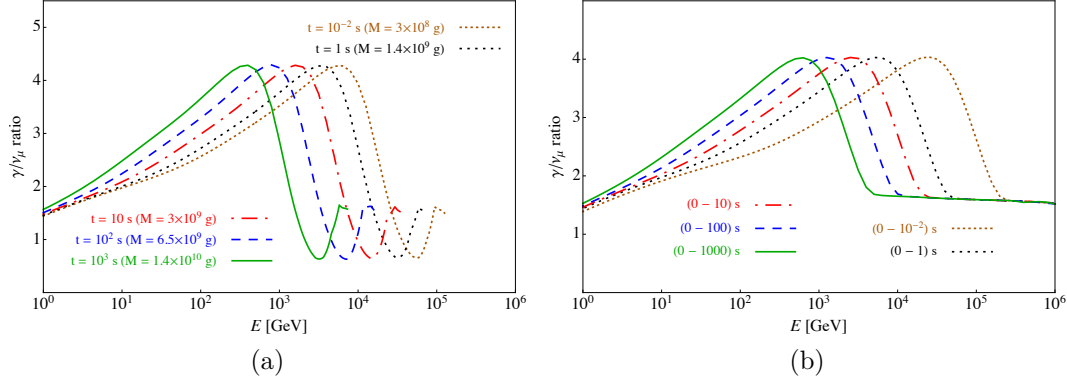 t = 10⁻² s (M = 3×10⁸ g)
t = 1 s (M = 1.4×10⁹ g)
t = 10 s (M = 3×10⁹ g)
t = 10² s (M = 6.5×10⁹ g)
t = 10³ s (M = 1.4×10¹⁰ g)
5
4
3
2
1
γ/νμ ratio
10⁰ 10¹ 10² 10³ 10⁴ 10⁵ 10⁶
E [GeV]
(a)
(0 – 10) s
(0 – 100) s
(0 – 1000) s
(0 – 10⁻²) s
(0 – 1) s
4
3
2
1
γ/νμ ratio
10⁰ 10¹ 10² 10³ 10⁴ 10⁵ 10⁶
E [GeV]
(b)